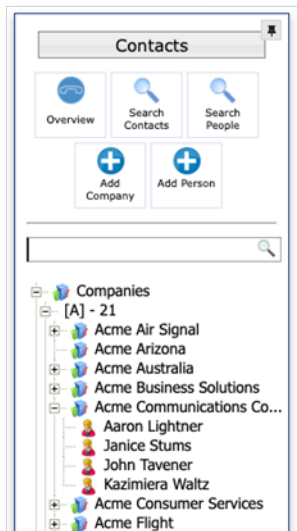 Contacts
Overview
Search
Contacts
Search
People
Add
Company
Add Person
Companies
[A] - 21
Acme Air Signal
Acme Arizona
Acme Australia
Acme Business Solutions
Acme Communications Co...
Aaron Lightner
Janice Stums
John Tavener
Kazimiera Waltz
Acme Consumer Services
Acme Flight